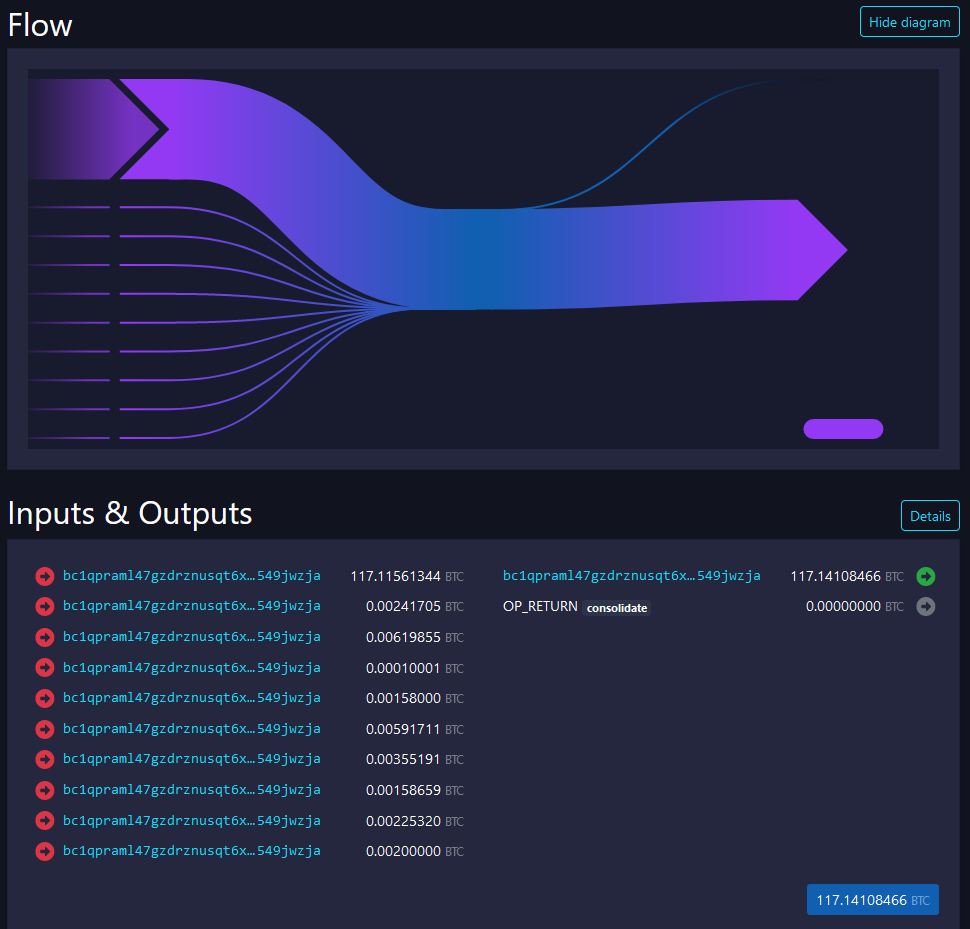 Flow
Hide diagram
Inputs & Outputs
Details
bc1qpraml47gzdrznusqt6x…549jwzja 117.11561344 BTC
bc1qpraml47gzdrznusqt6x…549jwzja 0.00241705 BTC
bc1qpraml47gzdrznusqt6x…549jwzja 0.00619855 BTC
bc1qpraml47gzdrznusqt6x…549jwzja 0.00010001 BTC
bc1qpraml47gzdrznusqt6x…549jwzja 0.00158000 BTC
bc1qpraml47gzdrznusqt6x…549jwzja 0.00591711 BTC
bc1qpraml47gzdrznusqt6x…549jwzja 0.00355191 BTC
bc1qpraml47gzdrznusqt6x…549jwzja 0.00158659 BTC
bc1qpraml47gzdrznusqt6x…549jwzja 0.00225320 BTC
bc1qpraml47gzdrznusqt6x…549jwzja 0.00200000 BTC
bc1qpraml47gzdrznusqt6x…549jwzja 117.14108466 BTC
OP_RETURN consolidate 0.00000000 BTC
117.14108466 BTC